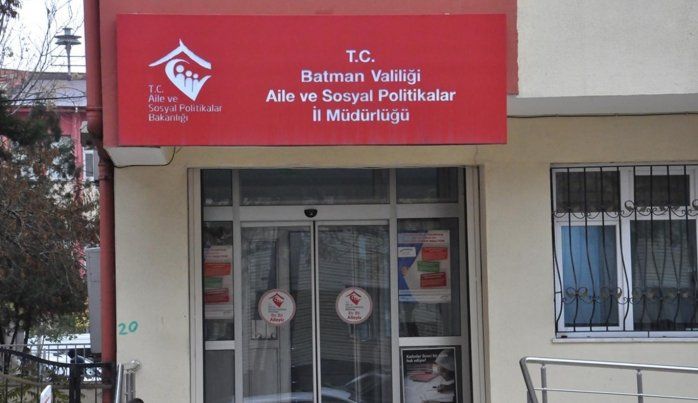 T.C.
Aile ve
Sosyal Politikalar
Bakanlığı
T.C.
Batman Valiliği
Aile ve Sosyal Politikalar
İl Müdürlüğü
20